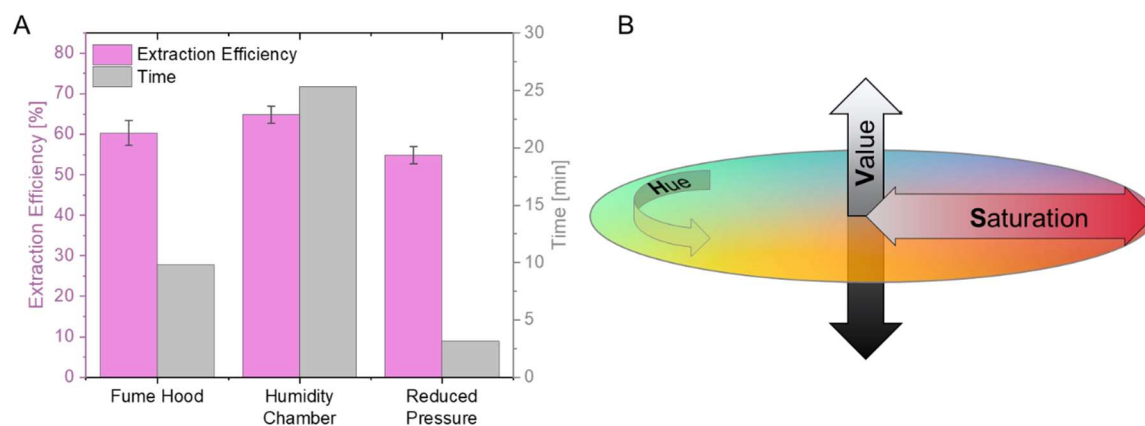 A
Extraction Efficiency [%]
80
70
60
50
40
30
20
10
0
Extraction Efficiency
Time
30
25
20
15
10
5
0
Time [min]
Fume Hood
Humidity
Chamber
Reduced
Pressure
B
Value
Hue
Saturation